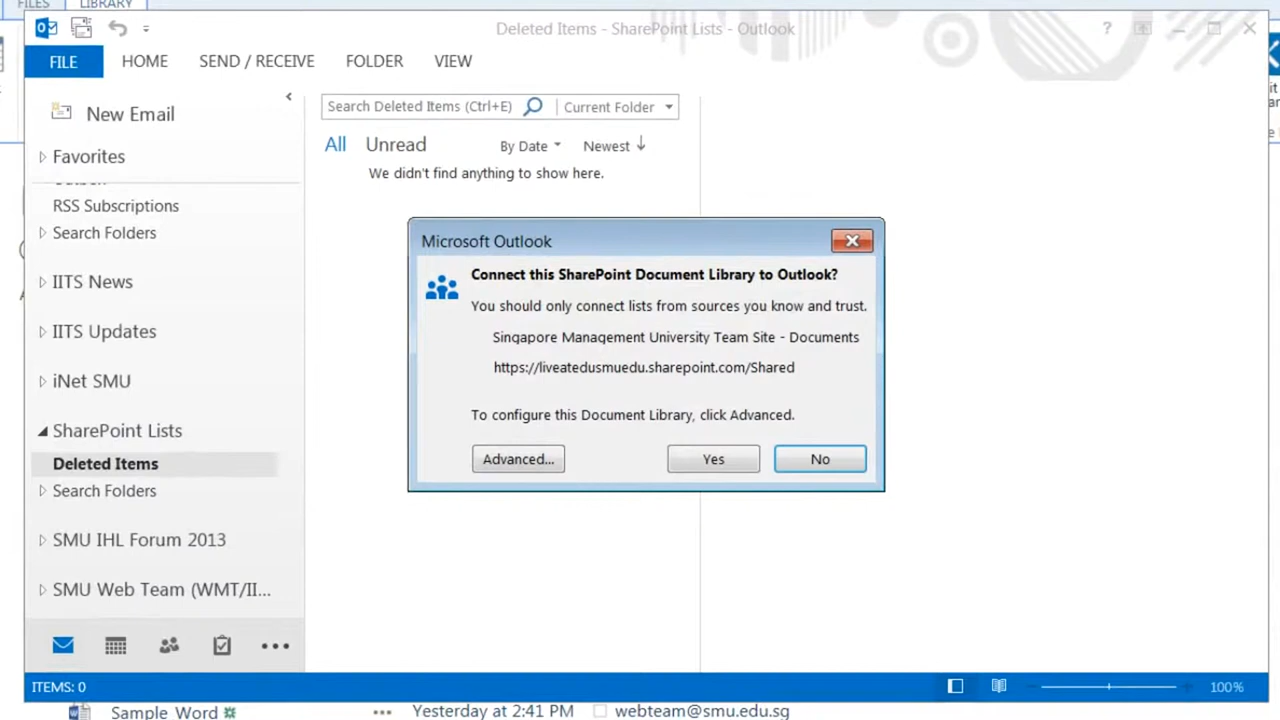 FILES LIBRARY
Deleted Items - SharePoint Lists - Outlook
?
FILE HOME SEND / RECEIVE FOLDER VIEW
New Email
Favorites
RSS Subscriptions
Search Folders
IITS News
IITS Updates
iNet SMU
SharePoint Lists
Deleted Items
Search Folders
SMU IHL Forum 2013
SMU Web Team (WMT/II...
Search Deleted Items (Ctrl+E) Current Folder
All Unread By Date Newest
We didn't find anything to show here.
Microsoft Outlook
Connect this SharePoint Document Library to Outlook?
You should only connect lists from sources you know and trust.
Singapore Management University Team Site - Documents
https://liveatedusmuedu.sharepoint.com/Shared
To configure this Document Library, click Advanced.
Advanced... Yes No
ITEMS: 0 100%
Sample Word ... Yesterday at 2:41 PM webteam@smu.edu.sg